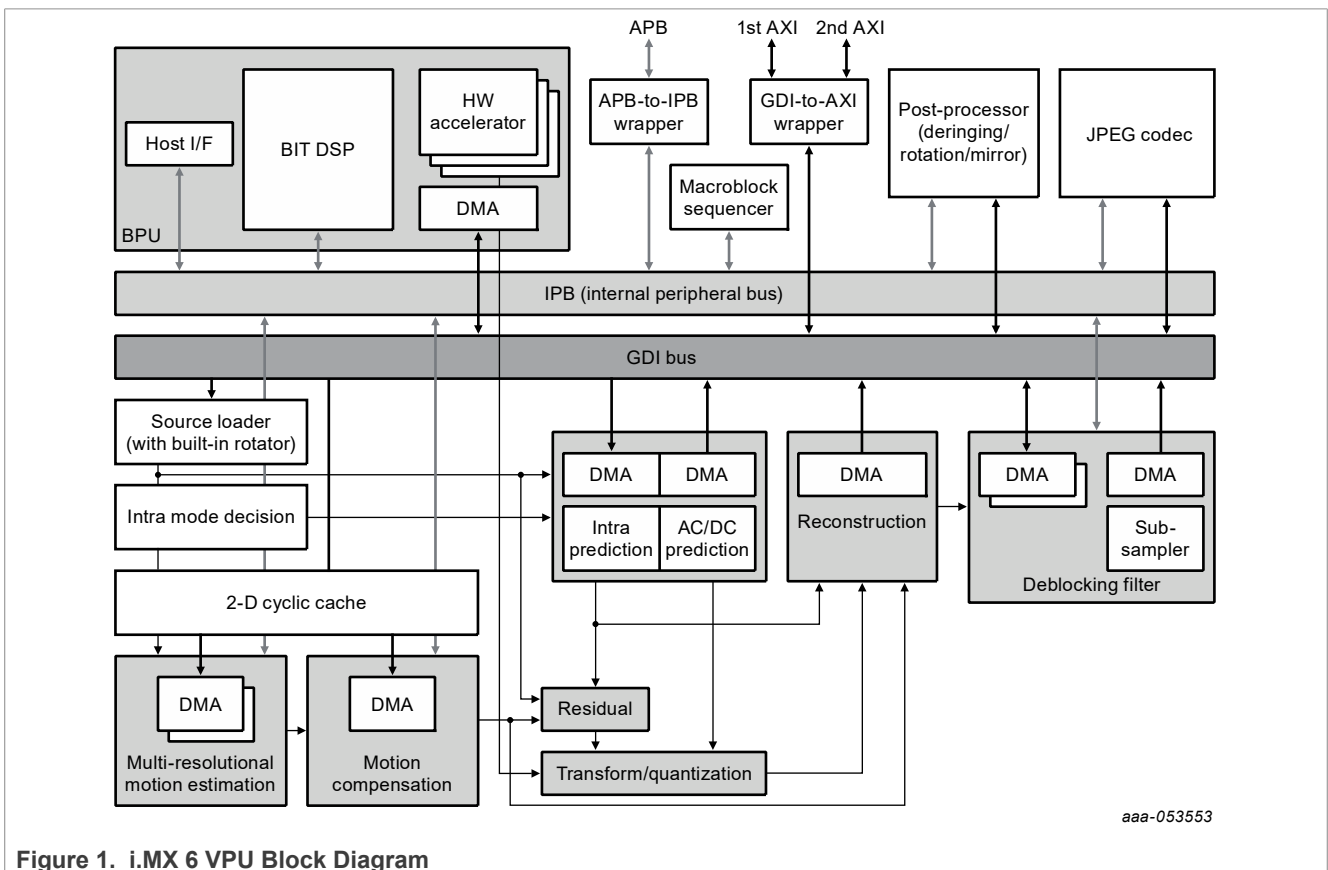 APB
1st AXI
2nd AXI
Host I/F
BIT DSP
HW
accelerator
DMA
BPU
APB-to-IPB
wrapper
GDI-to-AXI
wrapper
Macroblock
sequencer
Post-processor
(deringing/
rotation/mirror)
JPEG codec
IPB (internal peripheral bus)
GDI bus
Source loader
(with built-in rotator)
Intra mode decision
2-D cyclic cache
DMA
Multi-resolutional
motion estimation
DMA
Motion
compensation
DMA
DMA
Intra
prediction
AC/DC
prediction
Residual
Transform/quantization
DMA
Reconstruction
DMA
DMA
Sub-
sampler
Deblocking filter
aaa-053553
Figure 1. i.MX 6 VPU Block Diagram